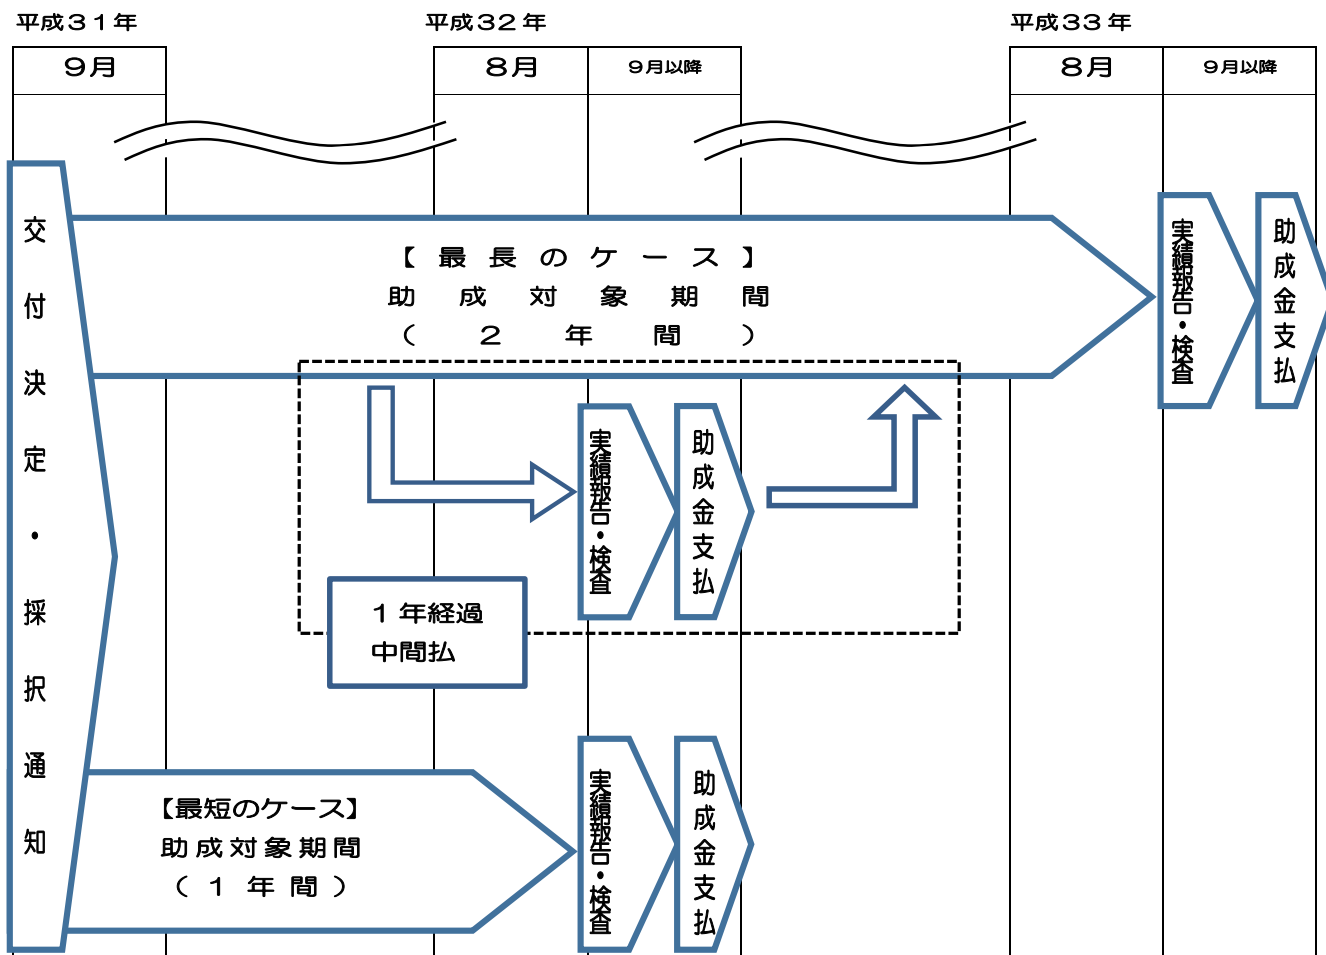 平成31年
平成32年
平成33年
9月
8月
9月以降
8月
9月以降
交付決定・採択通知
【最長のケース】
助成対象期間
(2年間)
実績報告・検査
助成金支払
実績報告・検査
助成金支払
1年経過
中間払
【最短のケース】
助成対象期間
(1年間)
実績報告・検査
助成金支払